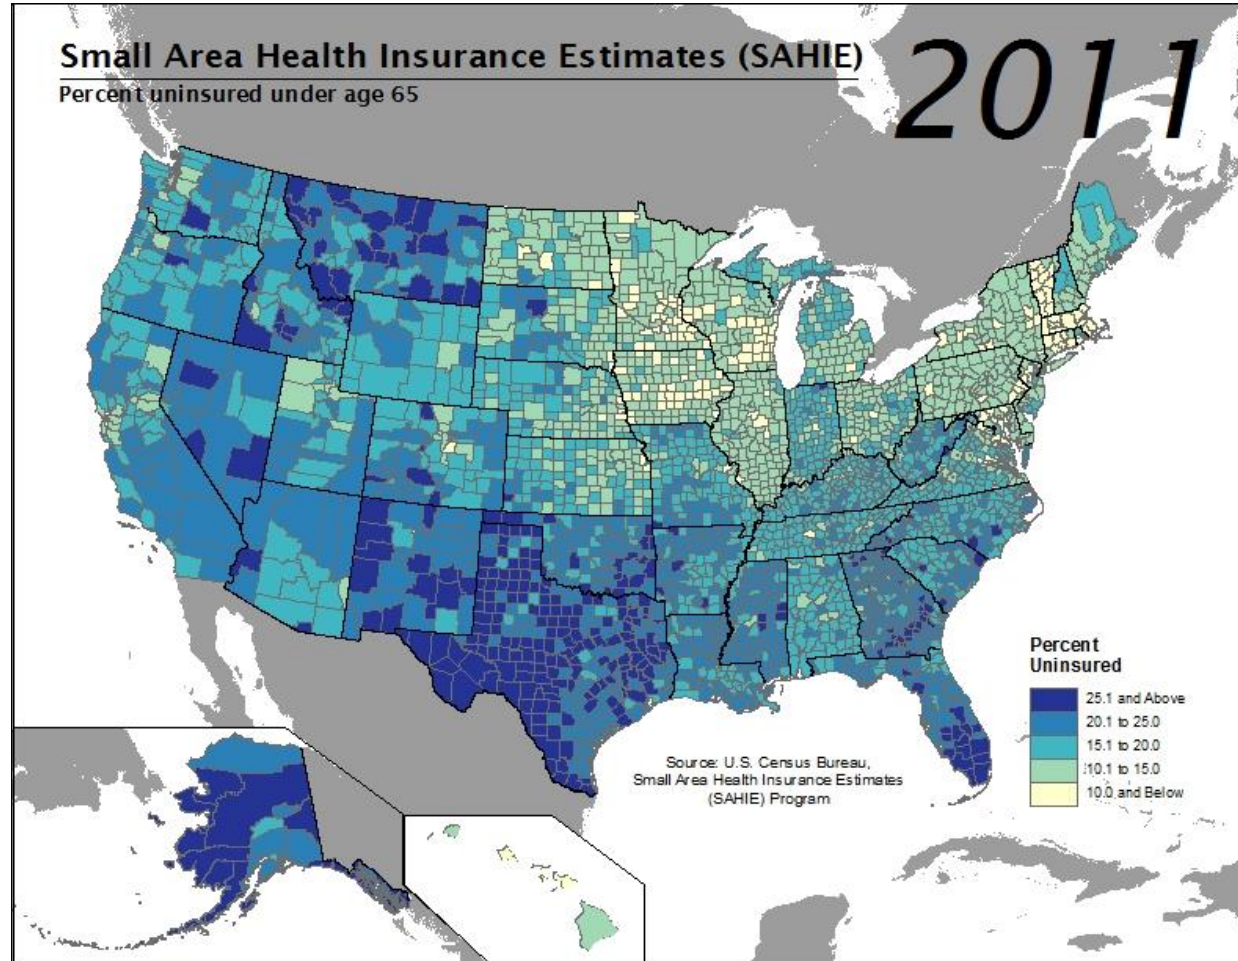 Small Area Health Insurance Estimates (SAHIE)
Percent uninsured under age 65
2011
Percent
Uninsured
25.1 and Above
20.1 to 25.0
15.1 to 20.0
10.1 to 15.0
10.0 and Below
Source: U.S. Census Bureau,
Small Area Health Insurance Estimates
(SAHIE) Program